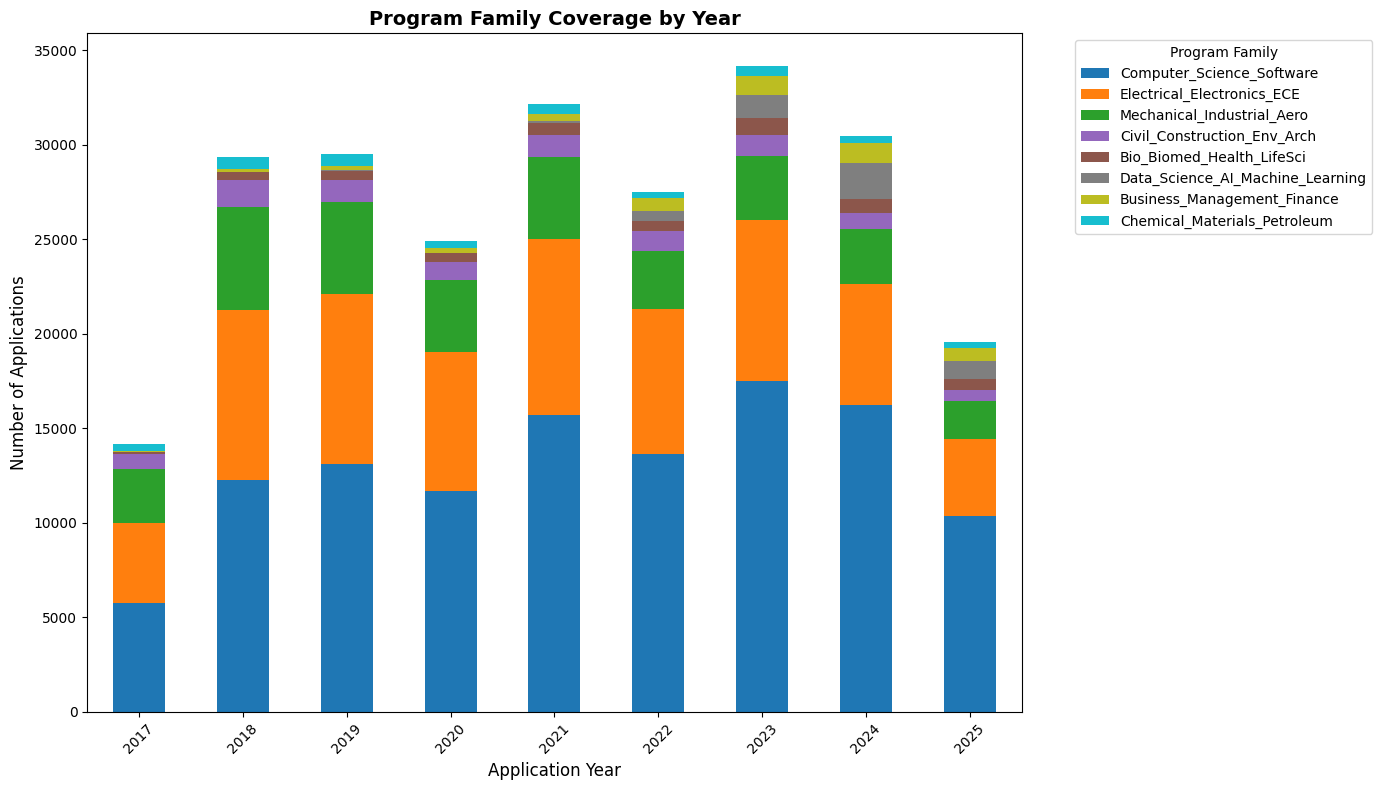 Program Family Coverage by Year
Number of Applications
35000
30000
25000
20000
15000
10000
5000
0
2017
2018
2019
2020
2021
2022
2023
2024
2025
Application Year
Program Family
Computer_Science_Software
Electrical_Electronics_ECE
Mechanical_Industrial_Aero
Civil_Construction_Env_Arch
Bio_Biomed_Health_LifeSci
Data_Science_AI_Machine_Learning
Business_Management_Finance
Chemical_Materials_Petroleum